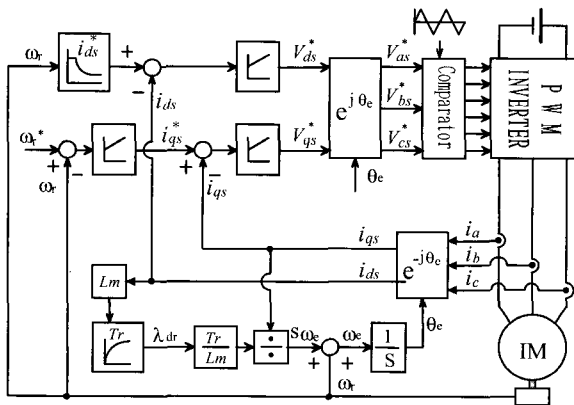 ωr
i*ds
+
−
ids
V*ds
V*as
e^jθe
V*bs
Comparator
PWM INVERTER
ωr*
+
−
ωr
i*qs
+
−
iqs
V*qs
V*cs
θe
iqs
ids
e^-jθe
ia
ib
ic
Lm
Tr
λdr
Tr
Lm
÷
sωe
+
+
ωe
1
S
θe
ωr
IM